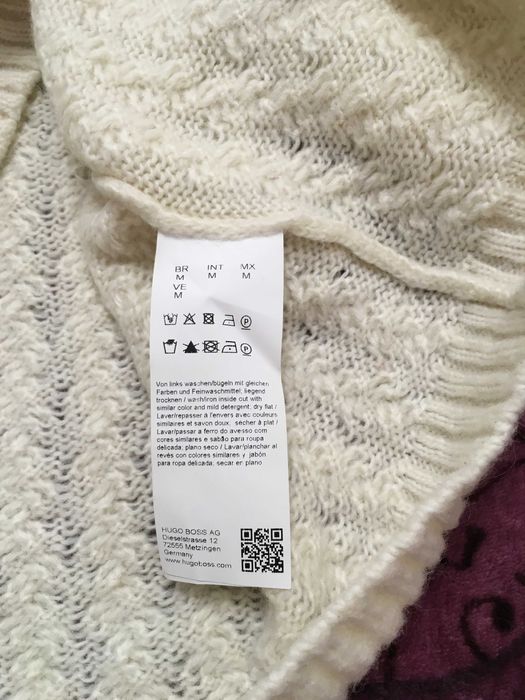 BR INT MX
M M M
VE
M
Von links waschen/bügeln mit gleichen
Farben und Feinwaschmittel; liegend
trocknen / wash/iron inside out with
similar color and mild detergent; dry flat /
Laver/repasser à l'envers avec couleurs
similaires et savon doux, sécher à plat /
Lavar/passar a ferro do avesso com
cores similares e sabão para roupa
delicada; plano seco / Lavar/planchar al
revés con colores similares y jabón
para ropa delicada; secar en plano
HUGO BOSS AG
Dieselstrasse 12
72555 Metzingen
Germany
www.hugoboss.com